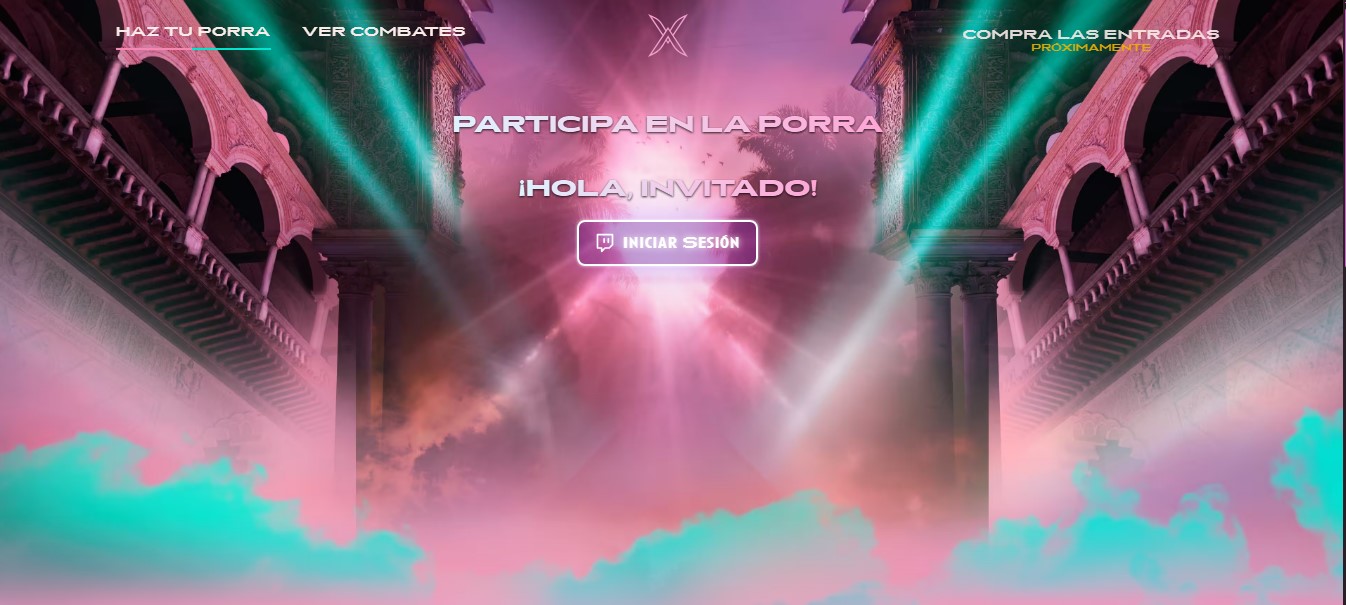 HAZ TU PORRA
VER COMBATES
COMPRA LAS ENTRADAS
PRÓXIMAMENTE
PARTICIPA EN LA PORRA
¡HOLA, INVITADO!
INICIAR SESIÓN